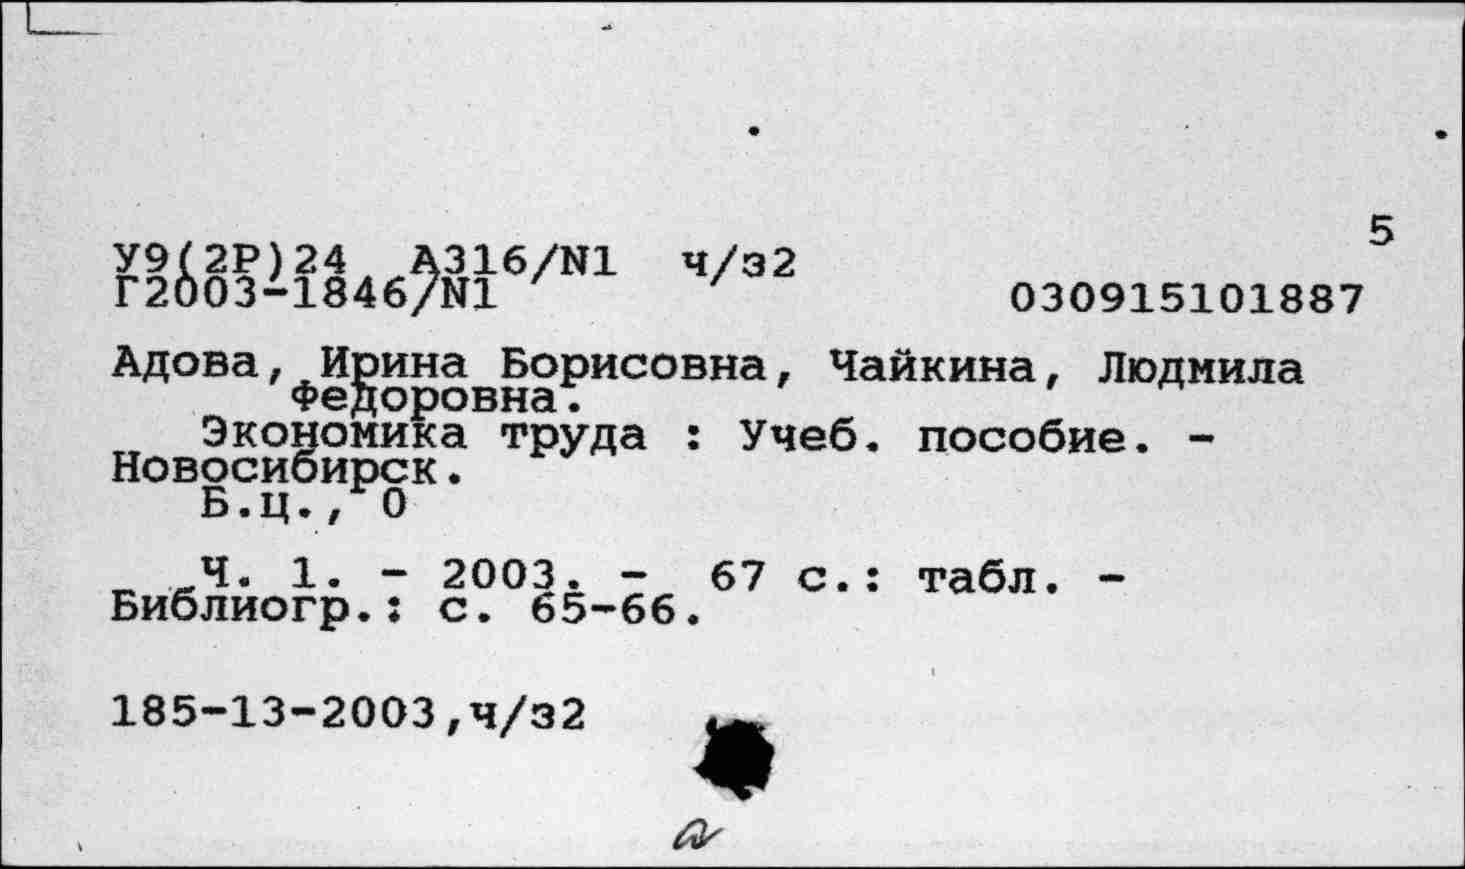 5
У9(2Р)24 А316/N1 ч/з2
Г2003-1846/N1 030915101887
Адова, Ирина Борисовна, Чайкина, Людмила
Федоровна.
Экономика труда : Учеб. пособие. -
Новосибирск.
Б.ц., 0
Ч. 1. - 2003. - 67 с.: табл. -
Библиогр.: с. 65-66.
185-13-2003,ч/з2